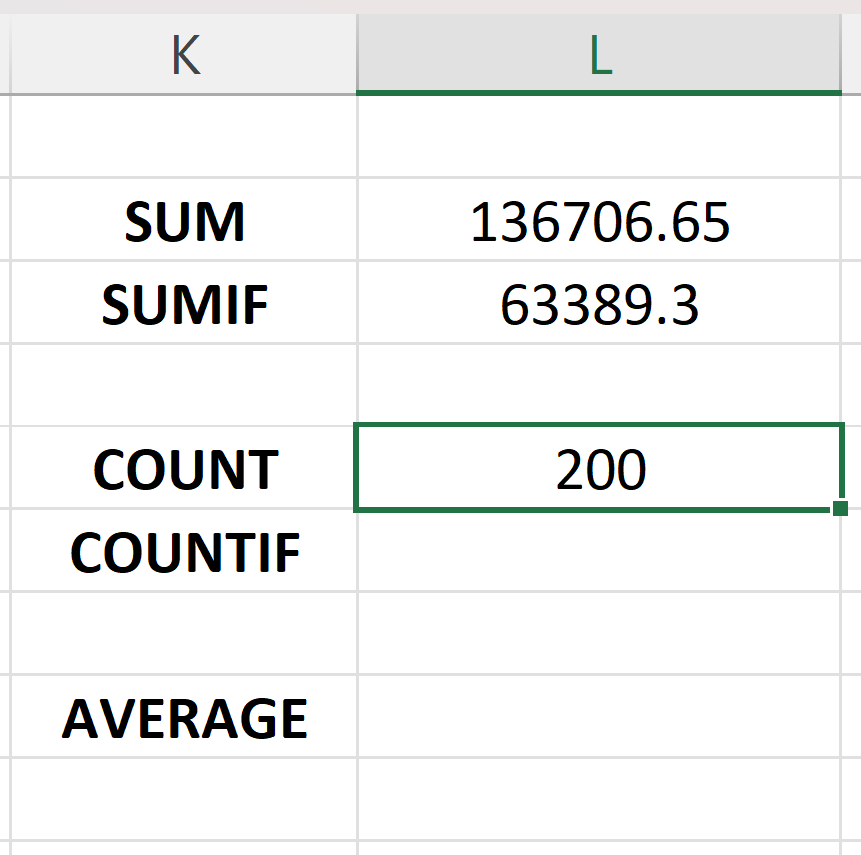 K L
SUM 136706.65
SUMIF 63389.3
COUNT 200
COUNTIF
AVERAGE